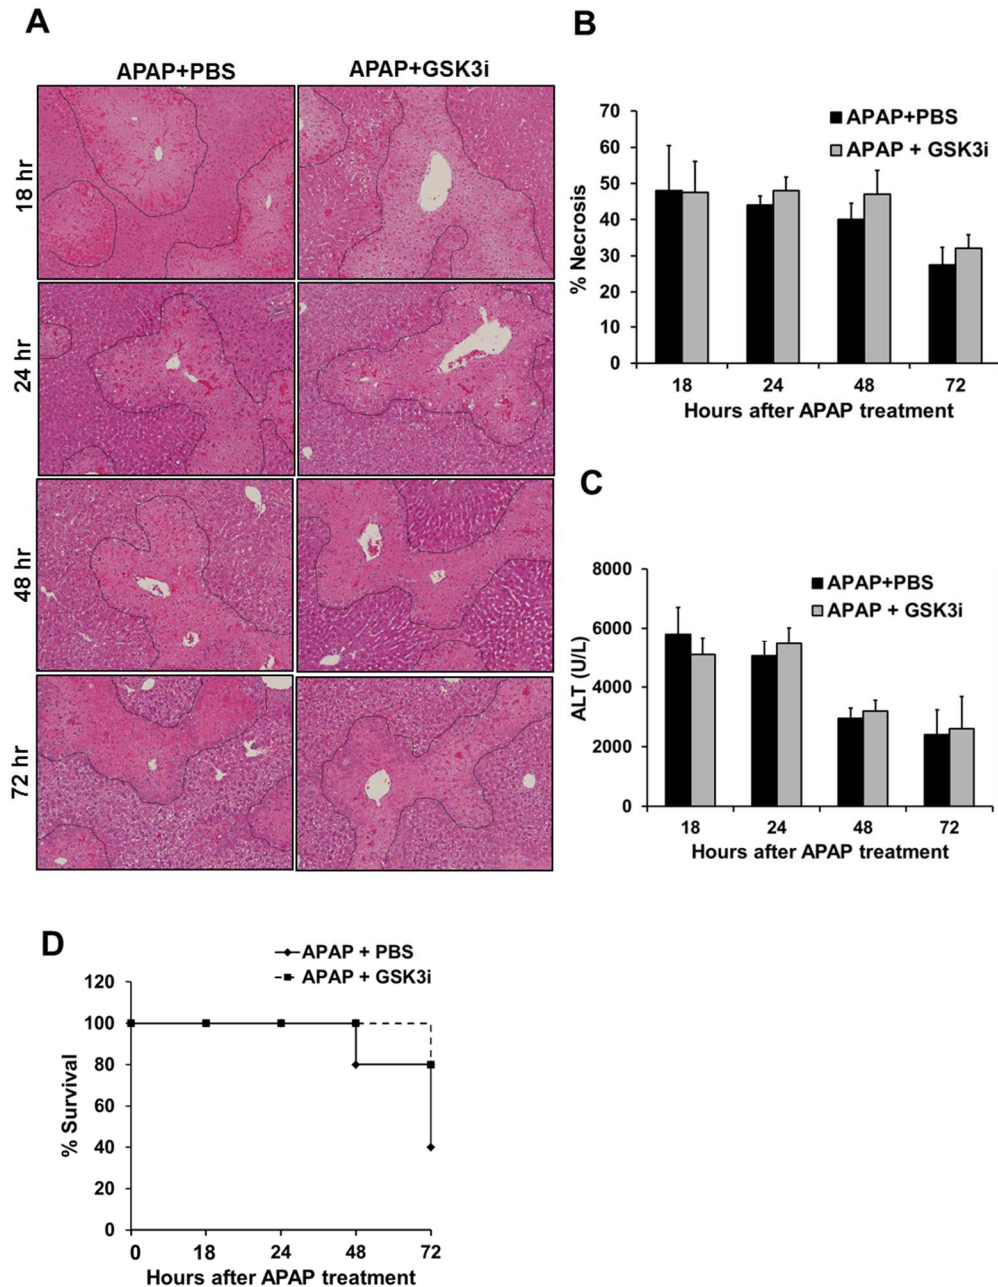 A
APAP+PBS
APAP+GSK3i
18 hr
24 hr
48 hr
72 hr
B
APAP+PBS
APAP + GSK3i
% Necrosis
70
60
50
40
30
20
10
0
18 24 48 72
Hours after APAP treatment
C
APAP+PBS
APAP + GSK3i
ALT (U/L)
8000
6000
4000
2000
0
18 24 48 72
Hours after APAP treatment
D
APAP + PBS
APAP + GSK3i
% Survival
120
100
80
60
40
20
0
0 18 24 48 72
Hours after APAP treatment